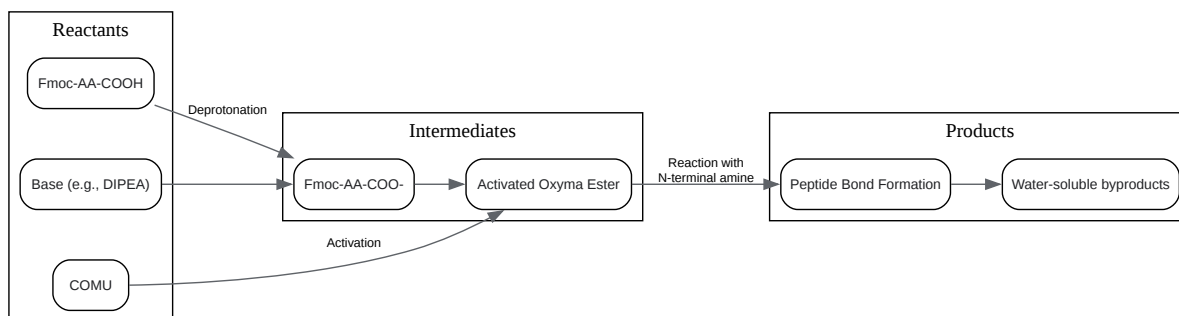 Reactants
Fmoc-AA-COOH
Deprotonation
Base (e.g., DIPEA)
COMU
Activation
Intermediates
Fmoc-AA-COO-
Activated Oxyma Ester
Reaction with
N-terminal amine
Products
Peptide Bond Formation
Water-soluble byproducts